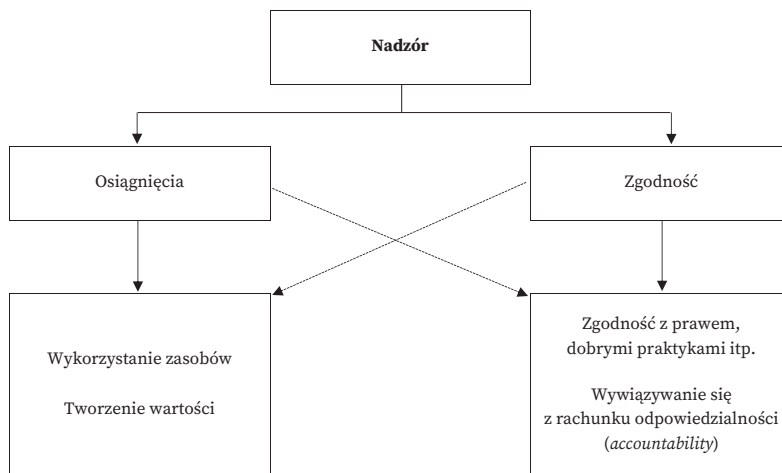 Nadzór
Osiągnięcia
Zgodność
Wykorzystanie zasobów
Tworzenie wartości
Zgodność z prawem,
dobrymi praktykami itp.
Wywiązywanie się
z rachunku odpowiedzialności
(accountability)